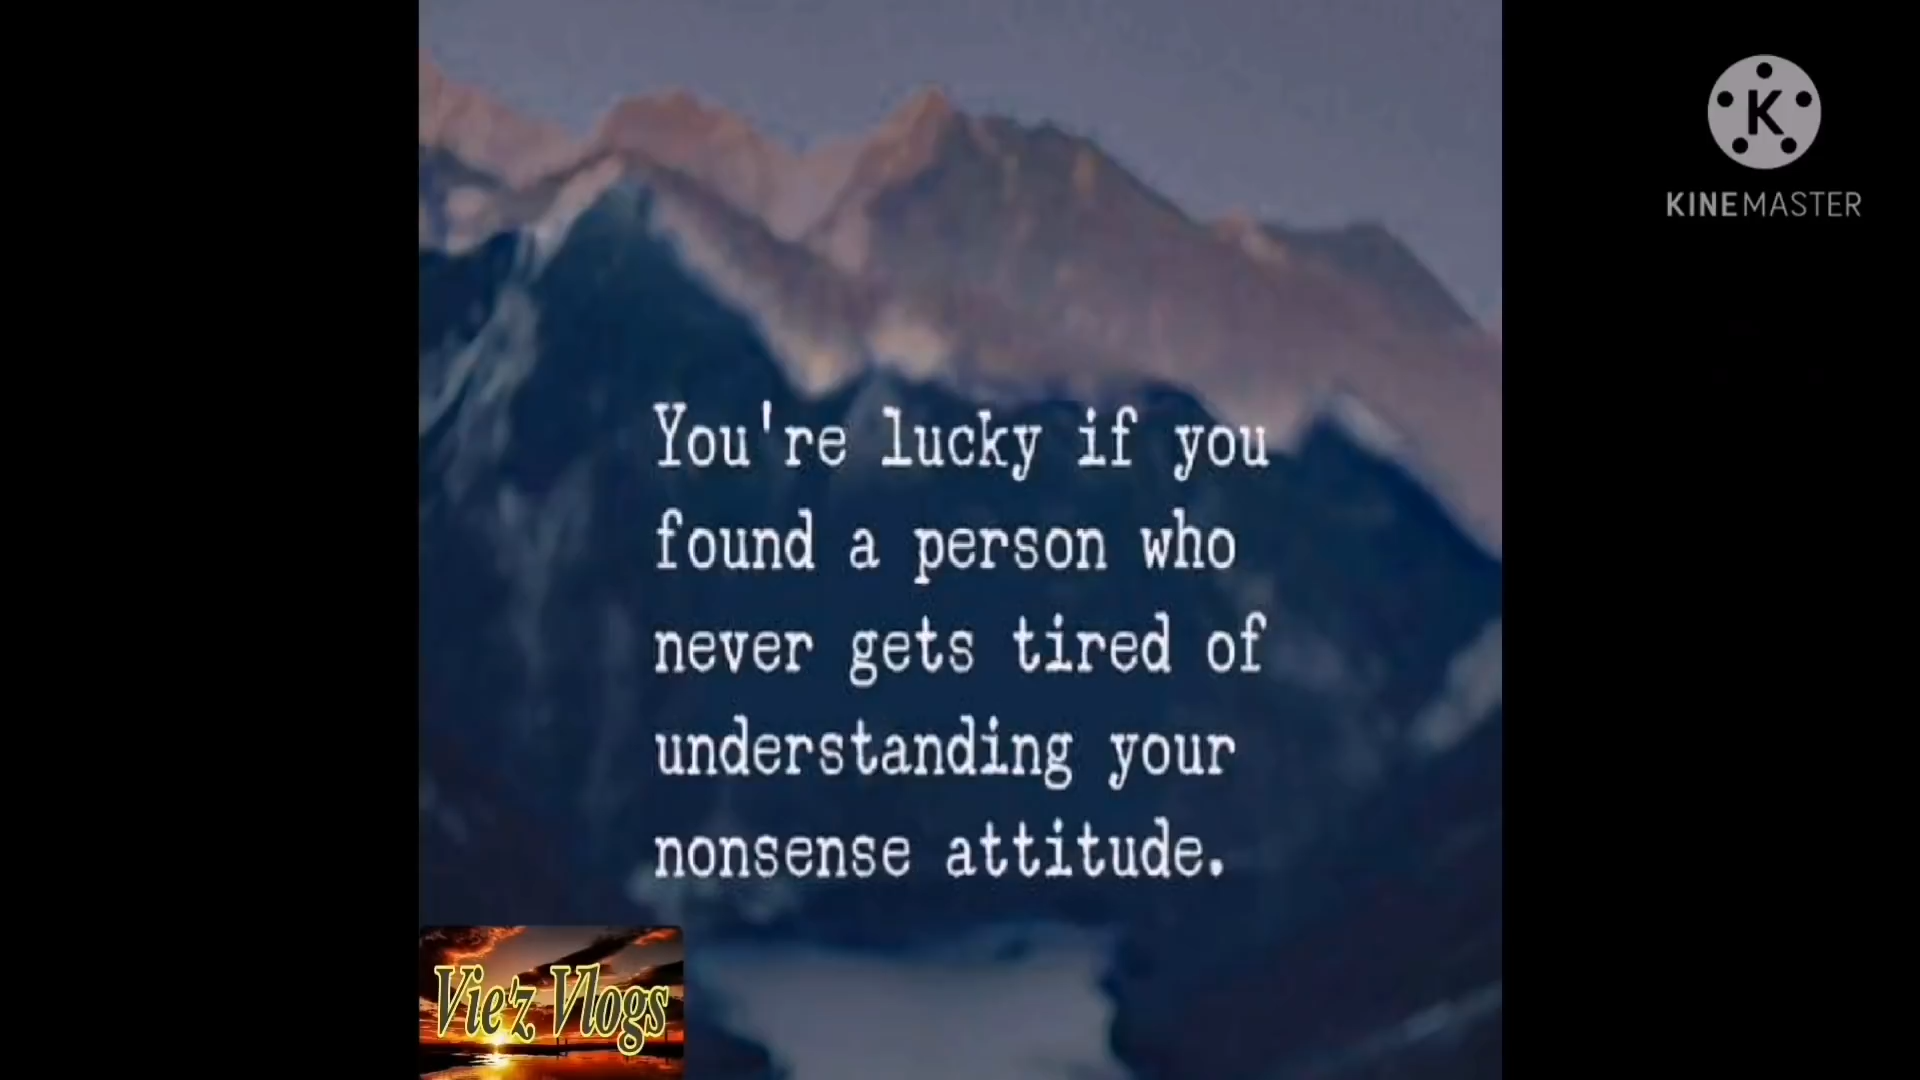 K
KINEMASTER
You're lucky if you
found a person who
never gets tired of
understanding your
nonsense attitude.
Vie'z Vlogs